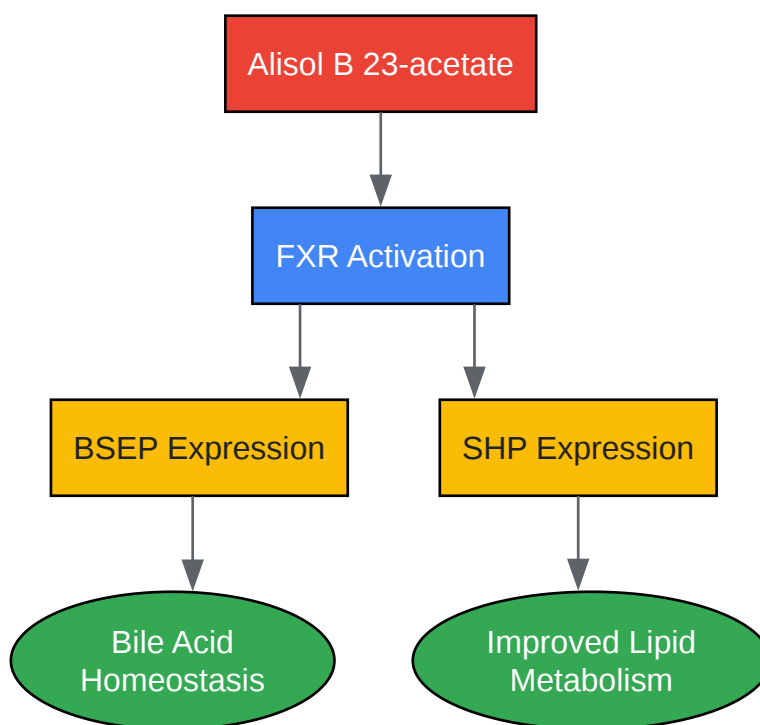 Alisol B 23-acetate
FXR Activation
BSEP Expression
SHP Expression
Bile Acid
Homeostasis
Improved Lipid
Metabolism